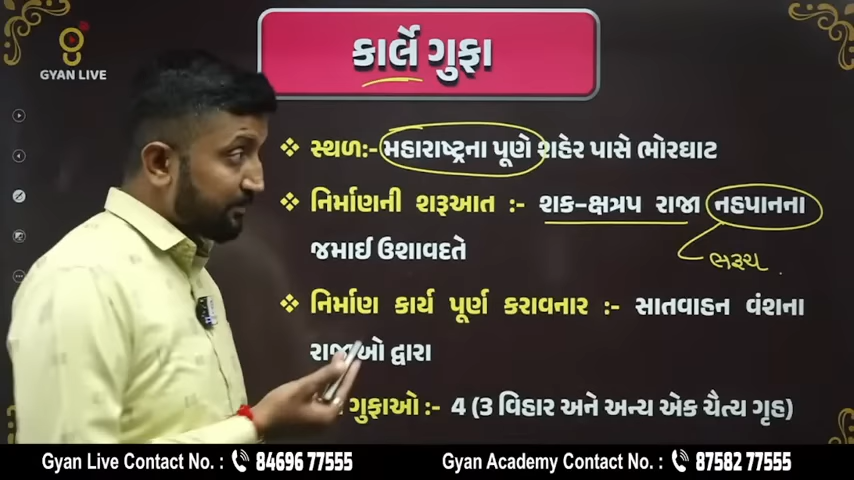 GYAN LIVE
કાર્લે ગુફા
સ્થળ:- મહારાષ્ટ્રના પૂણે શહેર પાસે ભોરઘાટ
નિર્માણની શરૂઆત :- શક-ક્ષત્રપ રાજા નહપાનના
જમાઈ ઉશાવદતે
ભરૂચ
નિર્માણ કાર્ય પૂર્ણ કરાવનાર :- સાતવાહન વંશના
રાજાઓ દ્વારા
ગુફાઓ :- 4 (3 વિહાર અને અન્ય એક ચૈત્ય ગૃહ)
Gyan Live Contact No. : 84696 77555
Gyan Academy Contact No. : 87582 77555